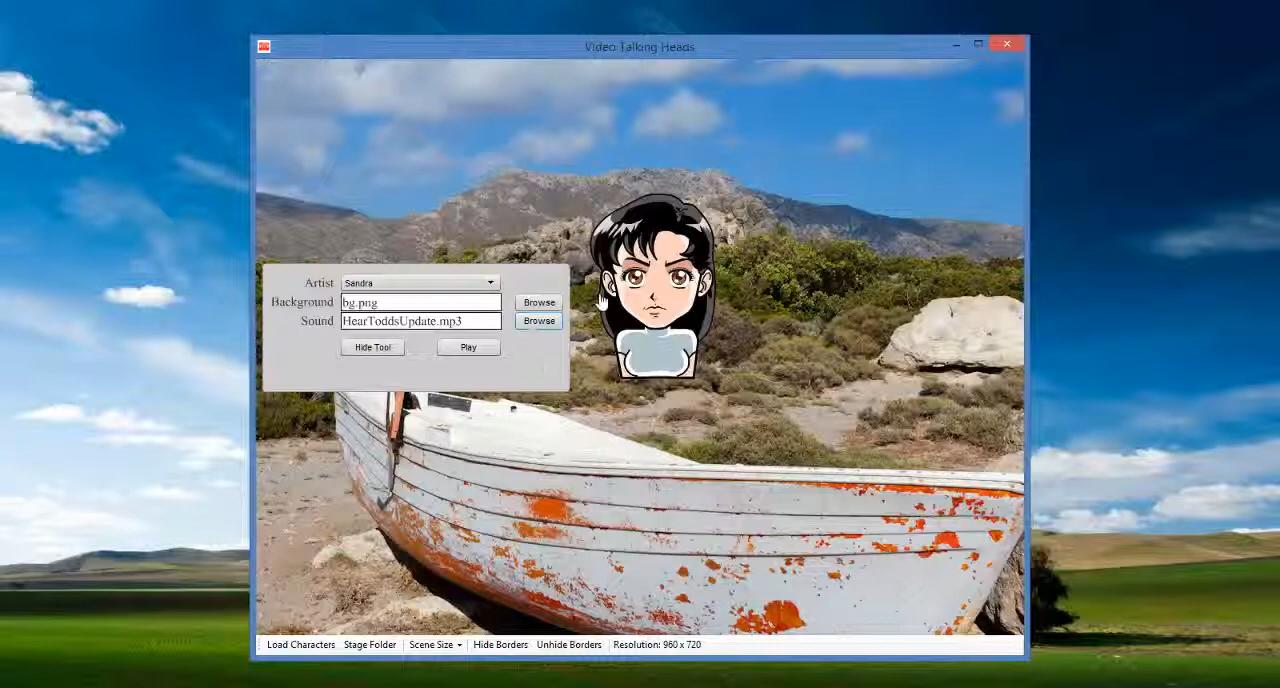 Video Talking Heads
Artist Sandra
Background bg.png Browse
Sound HearToddsUpdate.mp3 Browse
Hide Tool Play
Load Characters Stage Folder Scene Size Hide Borders Unhide Borders Resolution: 960 x 720